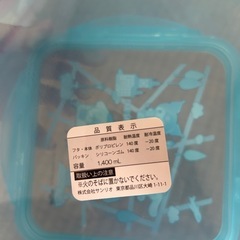 品質表示
原料樹脂 耐熱温度 耐冷温度
フタ・本体 ポリプロピレン 140度 -20度
パッキン シリコーンゴム 140度 -20度
容量 1,400mL
取扱い上の注意
※火のそばに置かないでください。
株式会社サンリオ 東京都品川区大崎1-11-1